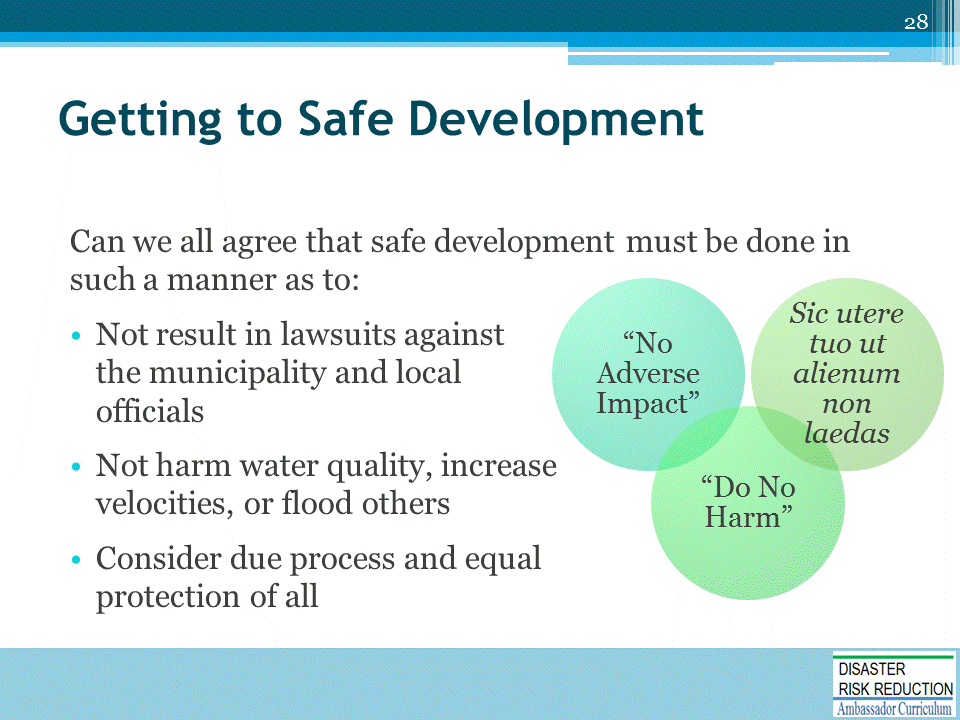 28
Getting to Safe Development
Can we all agree that safe development must be done in
such a manner as to:
• Not result in lawsuits against
the municipality and local
officials
• Not harm water quality, increase
velocities, or flood others
• Consider due process and equal
protection of all
“No
Adverse
Impact”
Sic utere
tuo ut
alienum
non
laedas
“Do No
Harm”
DISASTER
RISK REDUCTION
Ambassador Curriculum